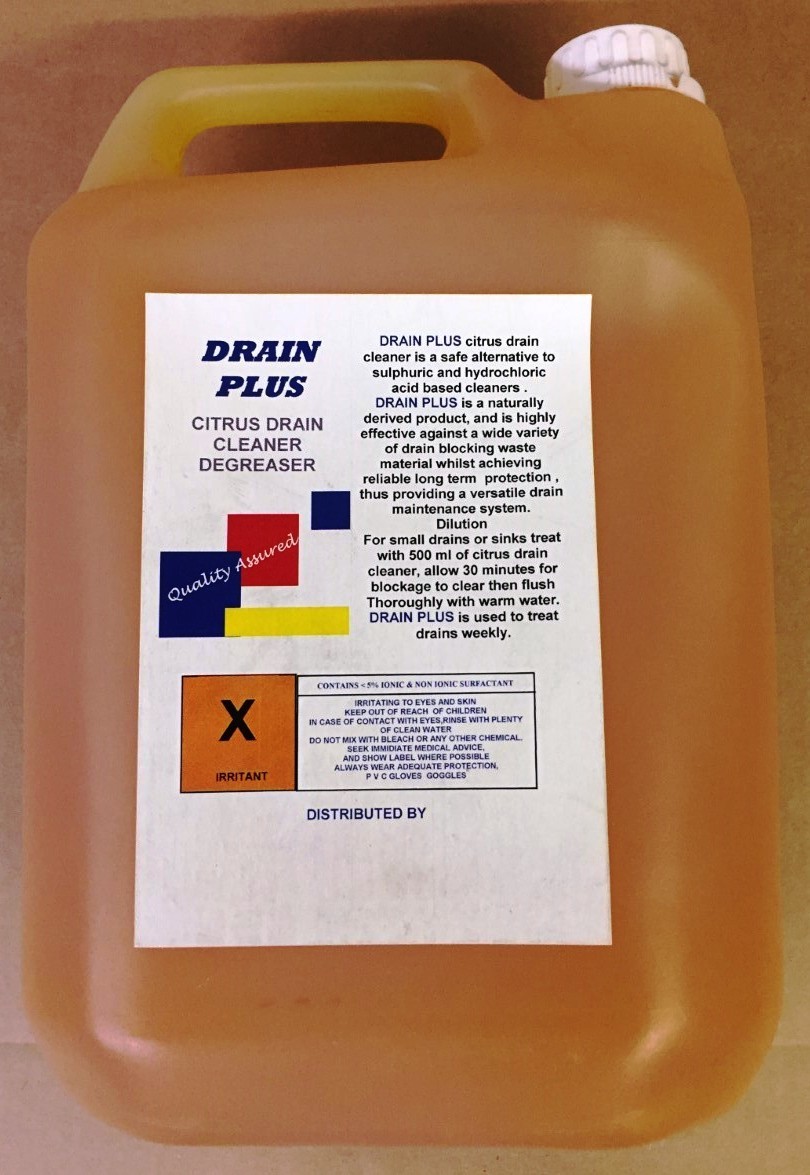 DRAIN
PLUS
CITRUS DRAIN
CLEANER
DEGREASER
Quality Assured
DRAIN PLUS citrus drain
cleaner is a safe alternative to
sulphuric and hydrochloric
acid based cleaners .
DRAIN PLUS is a naturally
derived product, and is highly
effective against a wide variety
of drain blocking waste
material whilst achieving
reliable long term protection ,
thus providing a versatile drain
maintenance system.
Dilution
For small drains or sinks treat
with 500 ml of citrus drain
cleaner, allow 30 minutes for
blockage to clear then flush
Thoroughly with warm water.
DRAIN PLUS is used to treat
drains weekly.
X
IRRITANT
CONTAINS < 5% IONIC & NON IONIC SURFACTANT
IRRITATING TO EYES AND SKIN
KEEP OUT OF REACH OF CHILDREN
IN CASE OF CONTACT WITH EYES,RINSE WITH PLENTY
OF CLEAN WATER
DO NOT MIX WITH BLEACH OR ANY OTHER CHEMICAL.
SEEK IMMIDIATE MEDICAL ADVICE,
AND SHOW LABEL WHERE POSSIBLE
ALWAYS WEAR ADEQUATE PROTECTION,
P V C GLOVES GOGGLES
DISTRIBUTED BY